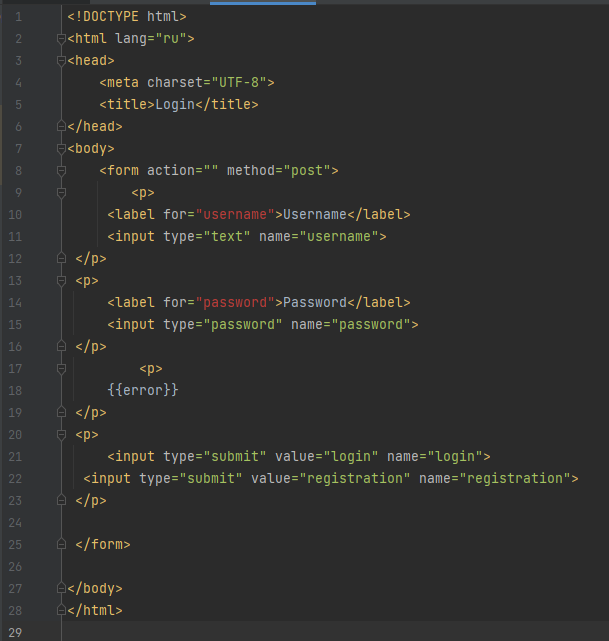 1 <!DOCTYPE html>
2 <html lang="ru">
3 <head>
4 <meta charset="UTF-8">
5 <title>Login</title>
6 </head>
7 <body>
8 <form action="" method="post">
9 <p>
10 <label for="username">Username</label>
11 <input type="text" name="username">
12 </p>
13 <p>
14 <label for="password">Password</label>
15 <input type="password" name="password">
16 </p>
17 <p>
18 {{error}}
19 </p>
20 <p>
21 <input type="submit" value="login" name="login">
22 <input type="submit" value="registration" name="registration">
23 </p>
24
25 </form>
26
27 </body>
28 </html>
29